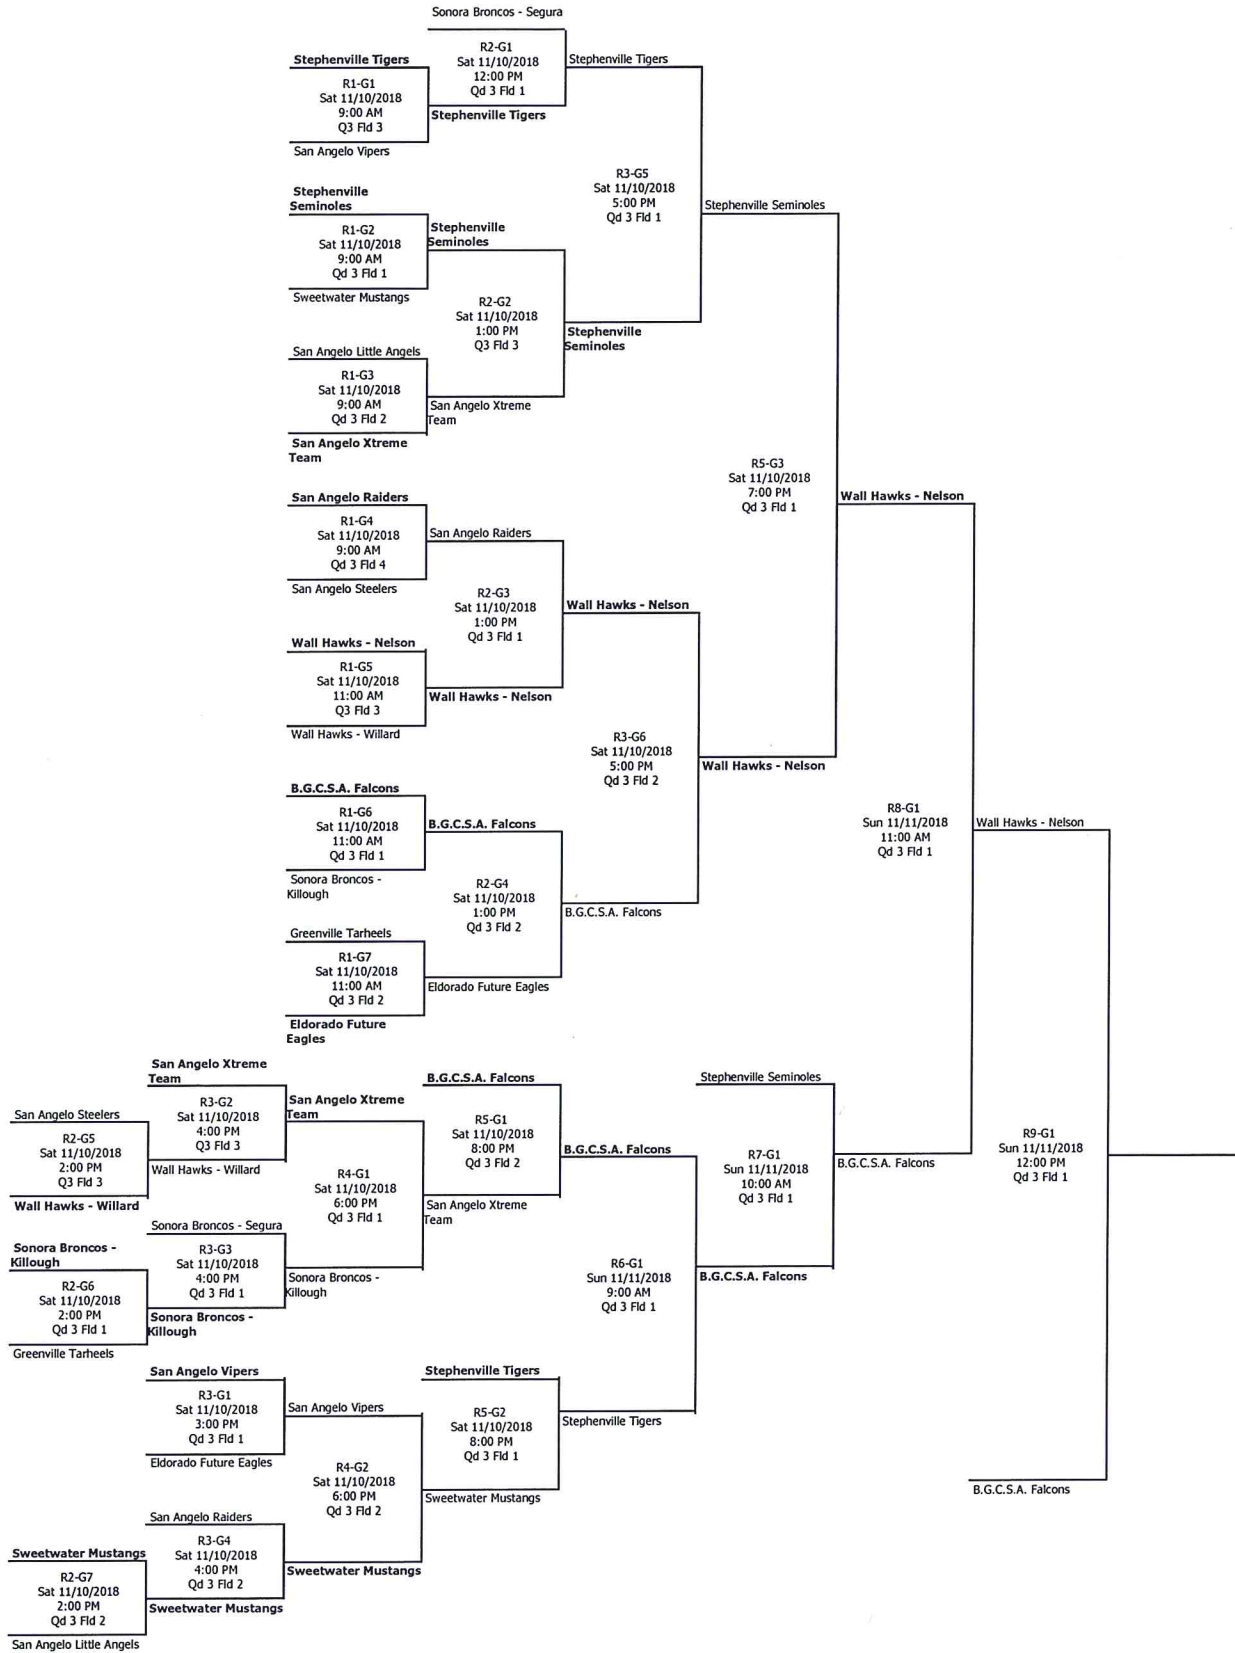 Sonora Broncos - Segura
R2-G1
Sat 11/10/2018
12:00 PM
Qd 3 Fld 1
Stephenville Tigers
Stephenville Tigers
R1-G1
Sat 11/10/2018
9:00 AM
Q3 Fld 3
Stephenville Tigers
San Angelo Vipers
R3-G5
Sat 11/10/2018
5:00 PM
Qd 3 Fld 1
Stephenville Seminoles
Stephenville
Seminoles
R1-G2
Sat 11/10/2018
9:00 AM
Qd 3 Fld 1
Stephenville
Seminoles
Sweetwater Mustangs
R2-G2
Sat 11/10/2018
1:00 PM
Q3 Fld 3
Stephenville
Seminoles
San Angelo Little Angels
R1-G3
Sat 11/10/2018
9:00 AM
Qd 3 Fld 2
San Angelo Xtreme
Team
San Angelo Xtreme
Team
R5-G3
Sat 11/10/2018
7:00 PM
Qd 3 Fld 1
Wall Hawks - Nelson
San Angelo Raiders
R1-G4
Sat 11/10/2018
9:00 AM
Qd 3 Fld 4
San Angelo Raiders
San Angelo Steelers
R2-G3
Sat 11/10/2018
1:00 PM
Qd 3 Fld 1
Wall Hawks - Nelson
Wall Hawks - Nelson
R1-G5
Sat 11/10/2018
11:00 AM
Q3 Fld 3
Wall Hawks - Nelson
Wall Hawks - Willard
R3-G6
Sat 11/10/2018
5:00 PM
Qd 3 Fld 2
Wall Hawks - Nelson
B.G.C.S.A. Falcons
R1-G6
Sat 11/10/2018
11:00 AM
Qd 3 Fld 1
B.G.C.S.A. Falcons
Sonora Broncos -
Killough
R2-G4
Sat 11/10/2018
1:00 PM
Qd 3 Fld 2
B.G.C.S.A. Falcons
Greenville Tarheels
R1-G7
Sat 11/10/2018
11:00 AM
Qd 3 Fld 2
Eldorado Future Eagles
Eldorado Future
Eagles
R8-G1
Sun 11/11/2018
11:00 AM
Qd 3 Fld 1
Wall Hawks - Nelson
San Angelo Xtreme
Team
R3-G2
Sat 11/10/2018
4:00 PM
Q3 Fld 3
San Angelo Xtreme
Team
San Angelo Steelers
R2-G5
Sat 11/10/2018
2:00 PM
Q3 Fld 3
Wall Hawks - Willard
Wall Hawks - Willard
B.G.C.S.A. Falcons
R5-G1
Sat 11/10/2018
8:00 PM
Qd 3 Fld 2
B.G.C.S.A. Falcons
R4-G1
Sat 11/10/2018
6:00 PM
Qd 3 Fld 1
San Angelo Xtreme
Team
Stephenville Seminoles
R7-G1
Sun 11/11/2018
10:00 AM
Qd 3 Fld 1
B.G.C.S.A. Falcons
R9-G1
Sun 11/11/2018
12:00 PM
Qd 3 Fld 1
Sonora Broncos - Segura
R3-G3
Sat 11/10/2018
4:00 PM
Qd 3 Fld 1
Sonora Broncos -
Killough
Sonora Broncos -
Killough
R2-G6
Sat 11/10/2018
2:00 PM
Qd 3 Fld 1
Sonora Broncos -
Killough
Greenville Tarheels
R6-G1
Sun 11/11/2018
9:00 AM
Qd 3 Fld 1
B.G.C.S.A. Falcons
San Angelo Vipers
R3-G1
Sat 11/10/2018
3:00 PM
Qd 3 Fld 1
San Angelo Vipers
Eldorado Future Eagles
Stephenville Tigers
R5-G2
Sat 11/10/2018
8:00 PM
Qd 3 Fld 1
Stephenville Tigers
R4-G2
Sat 11/10/2018
6:00 PM
Qd 3 Fld 2
Sweetwater Mustangs
B.G.C.S.A. Falcons
San Angelo Raiders
R3-G4
Sat 11/10/2018
4:00 PM
Qd 3 Fld 2
Sweetwater Mustangs
Sweetwater Mustangs
R2-G7
Sat 11/10/2018
2:00 PM
Qd 3 Fld 2
Sweetwater Mustangs
San Angelo Little Angels